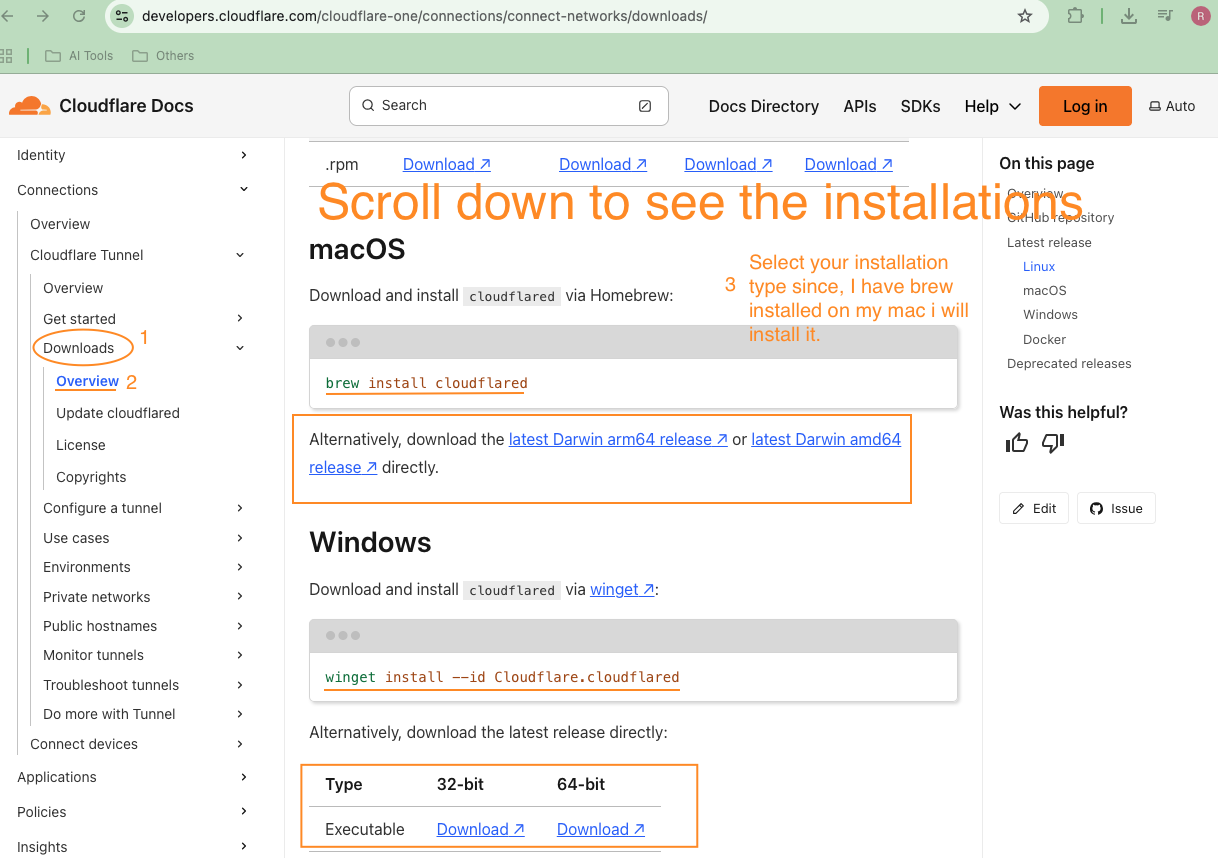 developers.cloudflare.com/cloudflare-one/connections/connect-networks/downloads/
R
AI Tools
Others
Cloudflare Docs
Search
Docs Directory
APIs
SDKs
Help
Log in
Auto
Identity
Connections
Overview
Cloudflare Tunnel
Overview
Get started
Downloads
1
Overview
2
Update cloudflared
License
Copyrights
Configure a tunnel
Use cases
Environments
Private networks
Public hostnames
Monitor tunnels
Troubleshoot tunnels
Do more with Tunnel
Connect devices
Applications
Policies
Insights
.rpm Download ↗ Download ↗ Download ↗ Download ↗
Scroll down to see the installations
macOS
Download and install cloudflared via Homebrew:
3
Select your installation
type since, I have brew
installed on my mac i will
install it.
brew install cloudflared
Alternatively, download the latest Darwin arm64 release ↗ or latest Darwin amd64
release ↗ directly.
Windows
Download and install cloudflared via winget ↗:
winget install --id Cloudflare.cloudflared
Alternatively, download the latest release directly:
Type 32-bit 64-bit
Executable Download ↗ Download ↗
On this page
Overview
GitHub repository
Latest release
Linux
macOS
Windows
Docker
Deprecated releases
Was this helpful?
Edit
Issue